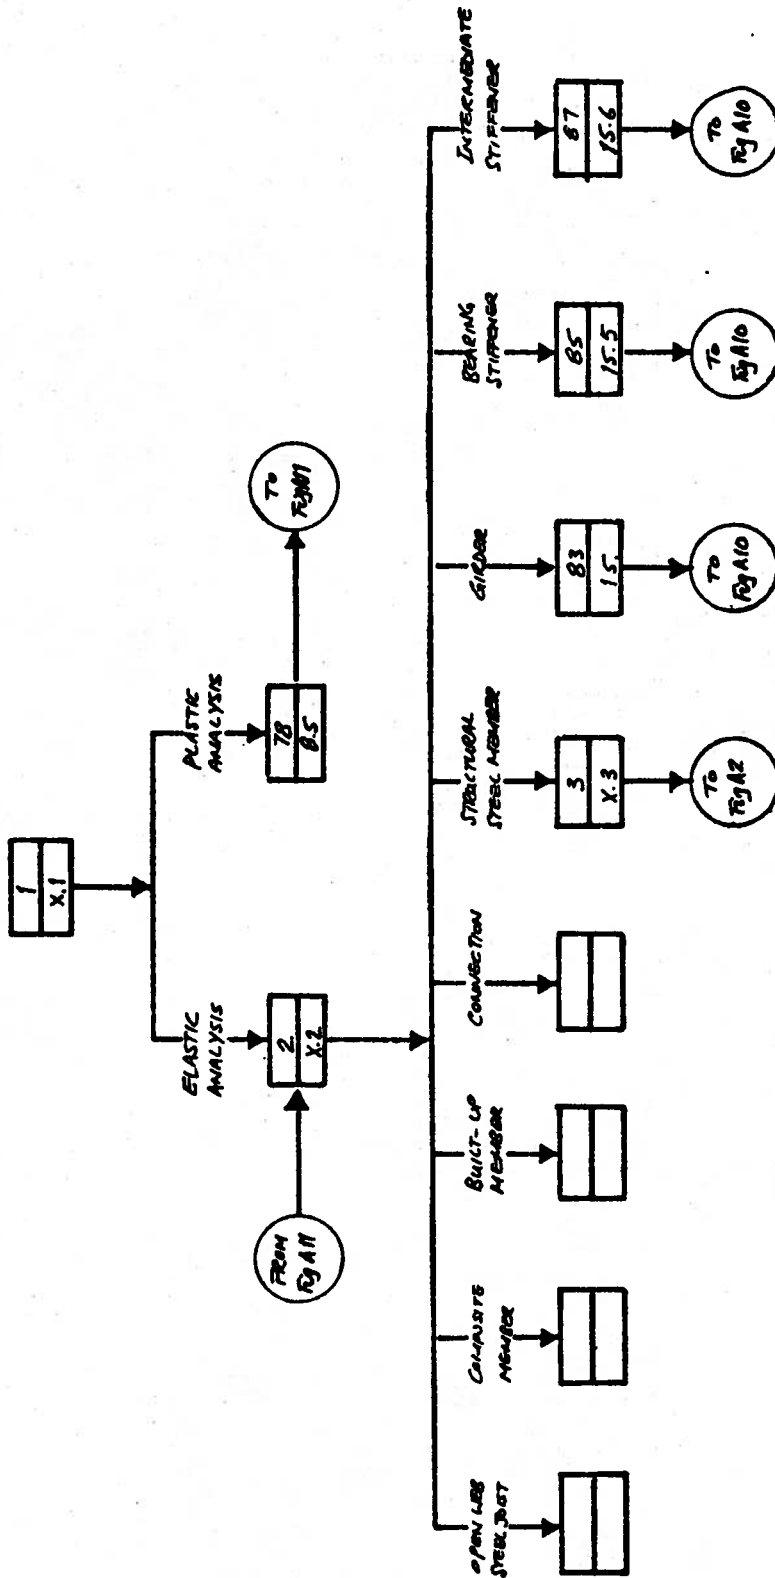 1
X.1
ELASTIC
ANALYSIS
PLASTIC
ANALYSIS
FROM
Fig A11
2
X.2
78
8.5
To
Fig A11
OPEN WEB
STEEL JOIST
COMPOSITE
MEMBER
BUILT-UP
MEMBER
CONNECTION
STRUCTURAL
STEEL MEMBER
GIRDER
BEARING
STIFFENER
INTERMEDIATE
STIFFENER
3
X.3
83
15.
85
15.5
87
15.6
To
Fig A2
To
Fig A10
To
Fig A10
To
Fig A10